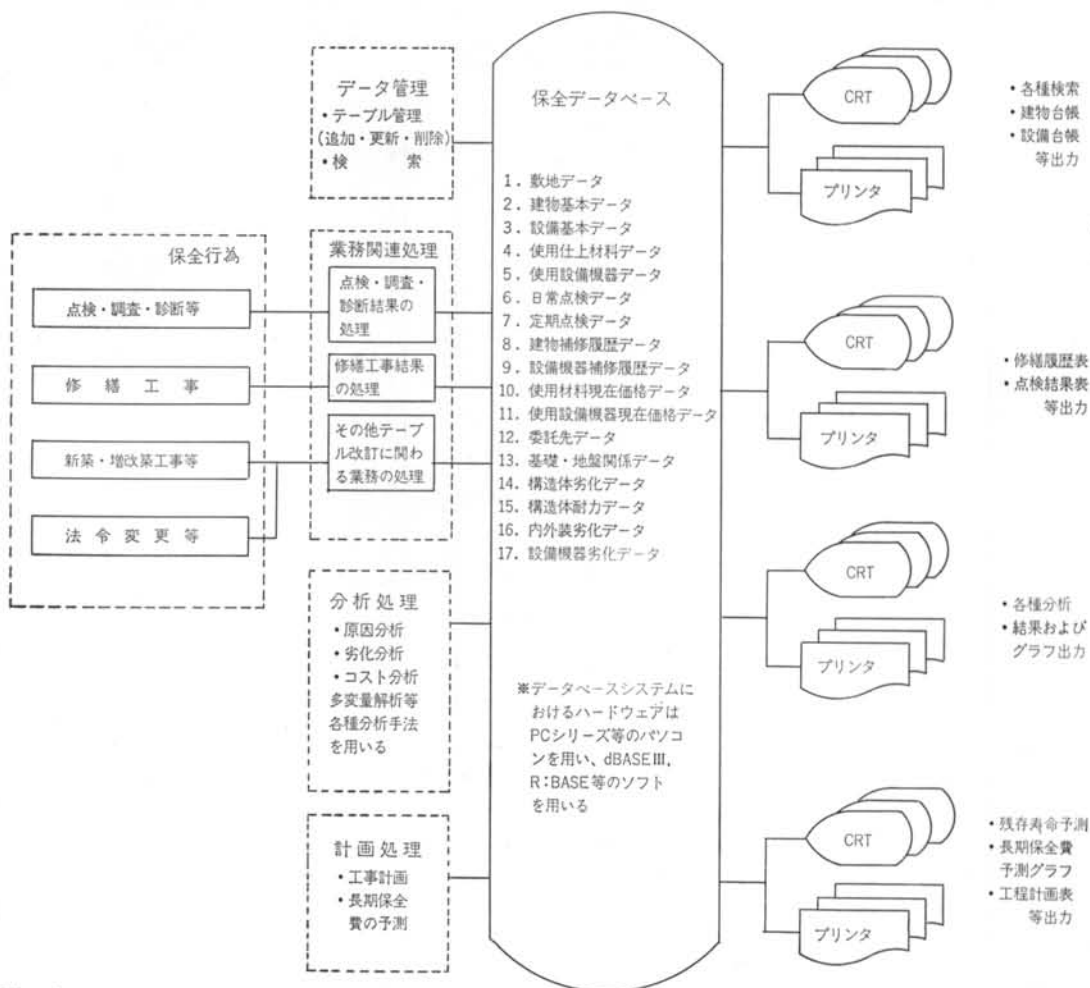 データ管理
・テーブル管理
(追加・更新・削除)
・検　　索
保全行為
点検・調査・診断等
修繕工事
新築・増改築工事等
法令変更等
業務関連処理
点検・調査・
診断結果の
処理
修繕工事結果
の処理
その他テーブ
ル改訂に関わ
る業務の処理
分析処理
・原因分析
・劣化分析
・コスト分析
多変量解析等
各種分析手法
を用いる
計画処理
・工事計画
・長期保全
費の予測
保全データベース
1. 敷地データ
2. 建物基本データ
3. 設備基本データ
4. 使用仕上材料データ
5. 使用設備機器データ
6. 日常点検データ
7. 定期点検データ
8. 建物補修履歴データ
9. 設備機器補修履歴データ
10. 使用材料現在価格データ
11. 使用設備機器現在価格データ
12. 委託先データ
13. 基礎・地盤関係データ
14. 構造体劣化データ
15. 構造体耐力データ
16. 内外装劣化データ
17. 設備機器劣化データ
※データベースシステムに
おけるハードウェアは
PCシリーズ等のパソコ
ンを用い、dBASEⅢ,
R:BASE等のソフト
を用いる
CRT
プリンタ
・各種検索
・建物台帳
・設備台帳
等出力
CRT
プリンタ
・修繕履歴表
・点検結果表
等出力
CRT
プリンタ
・各種分析
・結果および
グラフ出力
CRT
プリンタ
・残存寿命予測
・長期保全費
予測グラフ
・工程計画表
等出力